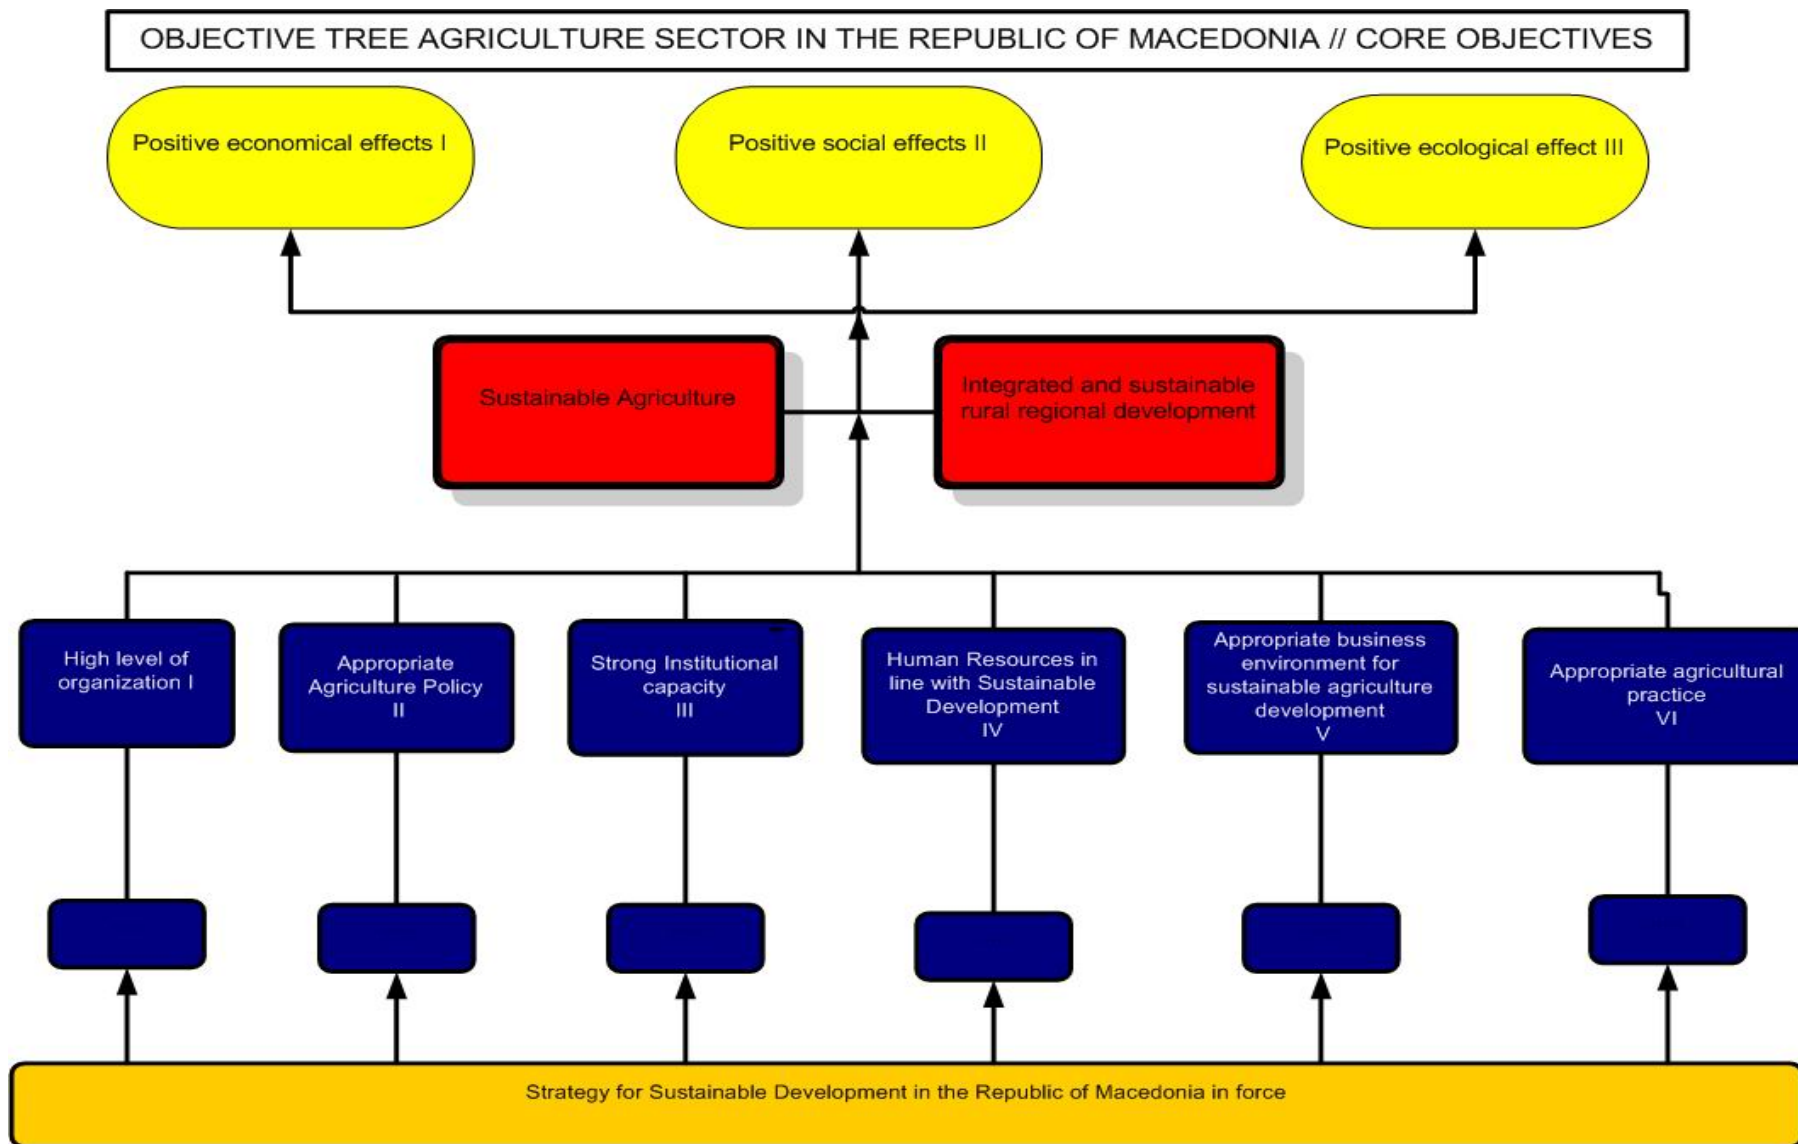 OBJECTIVE TREE AGRICULTURE SECTOR IN THE REPUBLIC OF MACEDONIA // CORE OBJECTIVES
Positive economical effects I
Positive social effects II
Positive ecological effect III
Sustainable Agriculture
Integrated and sustainable
rural regional development
High level of
organization I
Appropriate
Agriculture Policy
II
Strong Institutional
capacity
III
Human Resources in
line with Sustainable
Development
IV
Appropriate business
environment for
sustainable agriculture
development
V
Appropriate agricultural
practice
VI
Strategy for Sustainable Development in the Republic of Macedonia in force